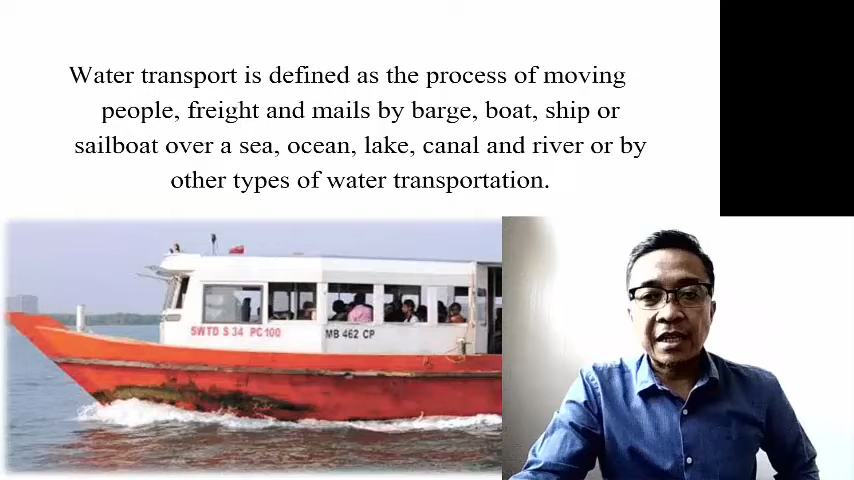 Water transport is defined as the process of moving
people, freight and mails by barge, boat, ship or
sailboat over a sea, ocean, lake, canal and river or by
other types of water transportation.
SWTD S 34 PC100
MB 462 CP